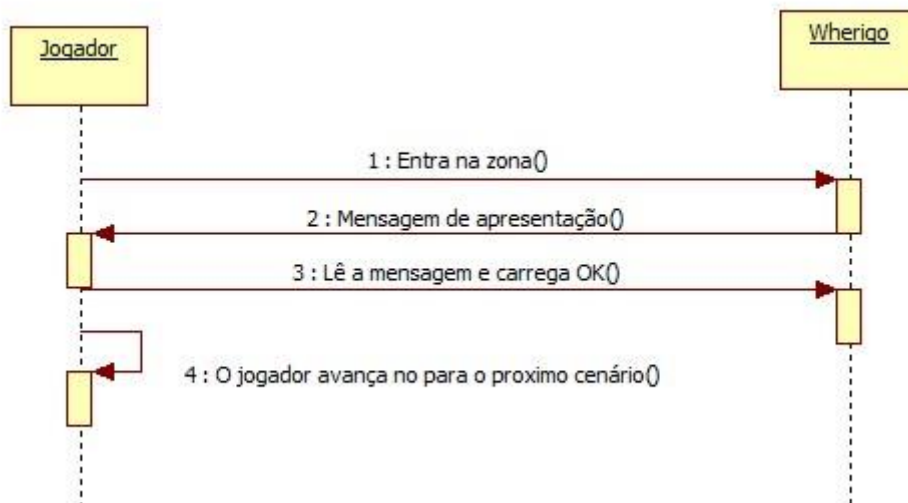 Jogador
Wherigo
1 : Entra na zona()
2 : Mensagem de apresentação()
3 : Lê a mensagem e carrega OK()
4 : O jogador avança no para o proximo cenário()